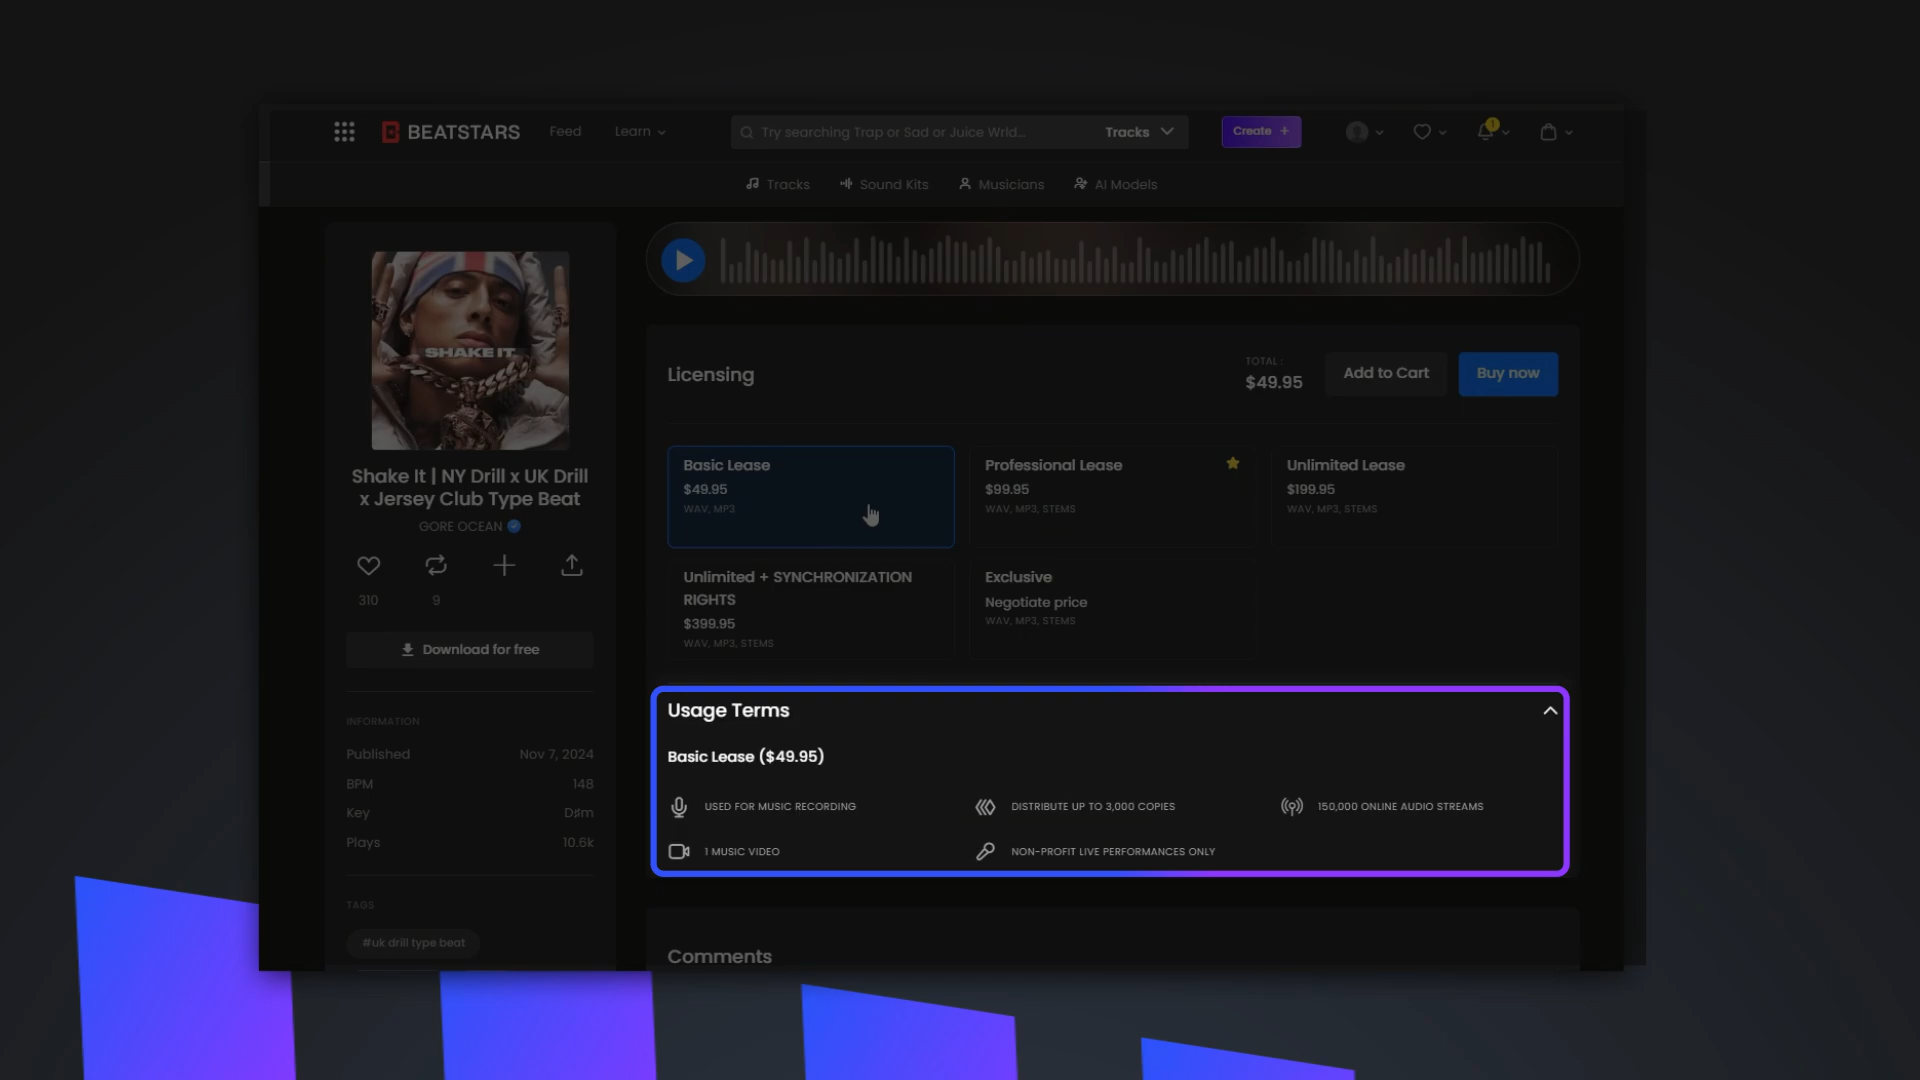 BEATSTARS
Feed
Learn
Try searching Trap or Sad or Juice Wrld...
Tracks
Create +
1
Tracks
Sound Kits
Musicians
AI Models
SHAKE IT
Shake It | NY Drill x UK Drill
x Jersey Club Type Beat
GORE OCEAN
310
9
Download for free
INFORMATION
Published Nov 7, 2024
BPM 148
Key D♯m
Plays 10.6k
TAGS
#uk drill type beat
Licensing
TOTAL :
$49.95
Add to Cart
Buy now
Basic Lease
$49.95
WAV, MP3
Professional Lease
$99.95
WAV, MP3, STEMS
Unlimited Lease
$199.95
WAV, MP3, STEMS
Unlimited + SYNCHRONIZATION
RIGHTS
$399.95
WAV, MP3, STEMS
Exclusive
Negotiate price
WAV, MP3, STEMS
Usage Terms
Basic Lease ($49.95)
USED FOR MUSIC RECORDING
DISTRIBUTE UP TO 3,000 COPIES
150,000 ONLINE AUDIO STREAMS
1 MUSIC VIDEO
NON-PROFIT LIVE PERFORMANCES ONLY
Comments